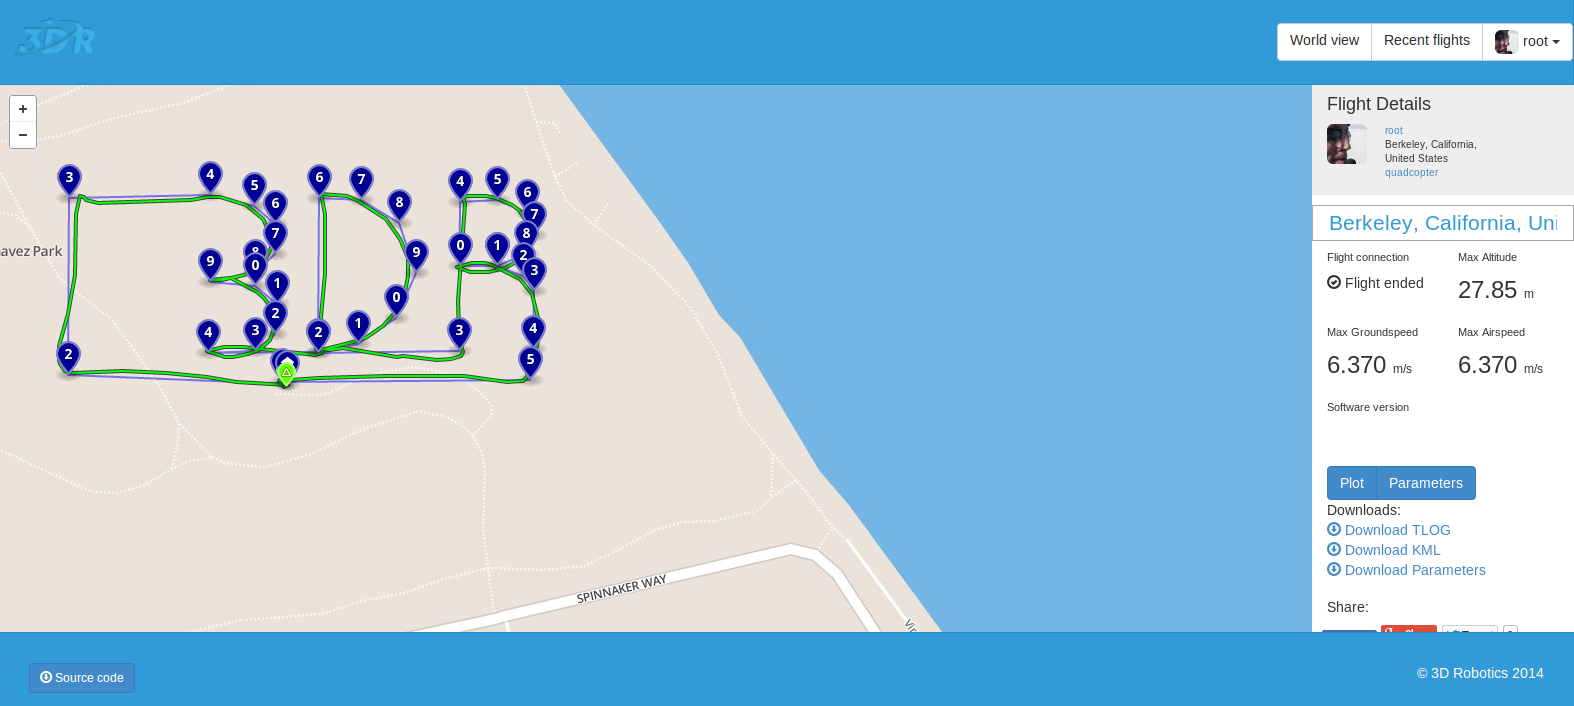 3DR
World view
Recent flights
root
+
−
3
4
5
6
7
8
9
0
1
2
3
4
2
6
7
8
9
0
1
2
4
5
6
7
8
0
1
2
3
3
4
5
avez Park
SPINNAKER WAY
Flight Details
root
Berkeley, California,
United States
quadcopter
Berkeley, California, Uni
Flight connection
Flight ended
Max Altitude
27.85 m
Max Groundspeed
6.370 m/s
Max Airspeed
6.370 m/s
Software version
Plot
Parameters
Downloads:
Download TLOG
Download KML
Download Parameters
Share:
Source code
© 3D Robotics 2014